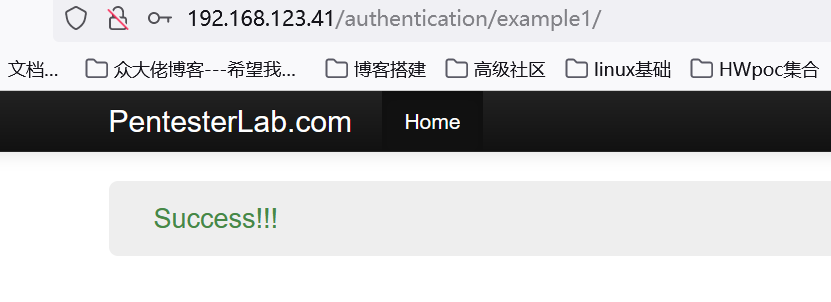 192.168.123.41/authentication/example1/
文档... 众大佬博客---希望我... 博客搭建 高级社区 linux基础 HWpoc集合
PentesterLab.com Home
Success!!!